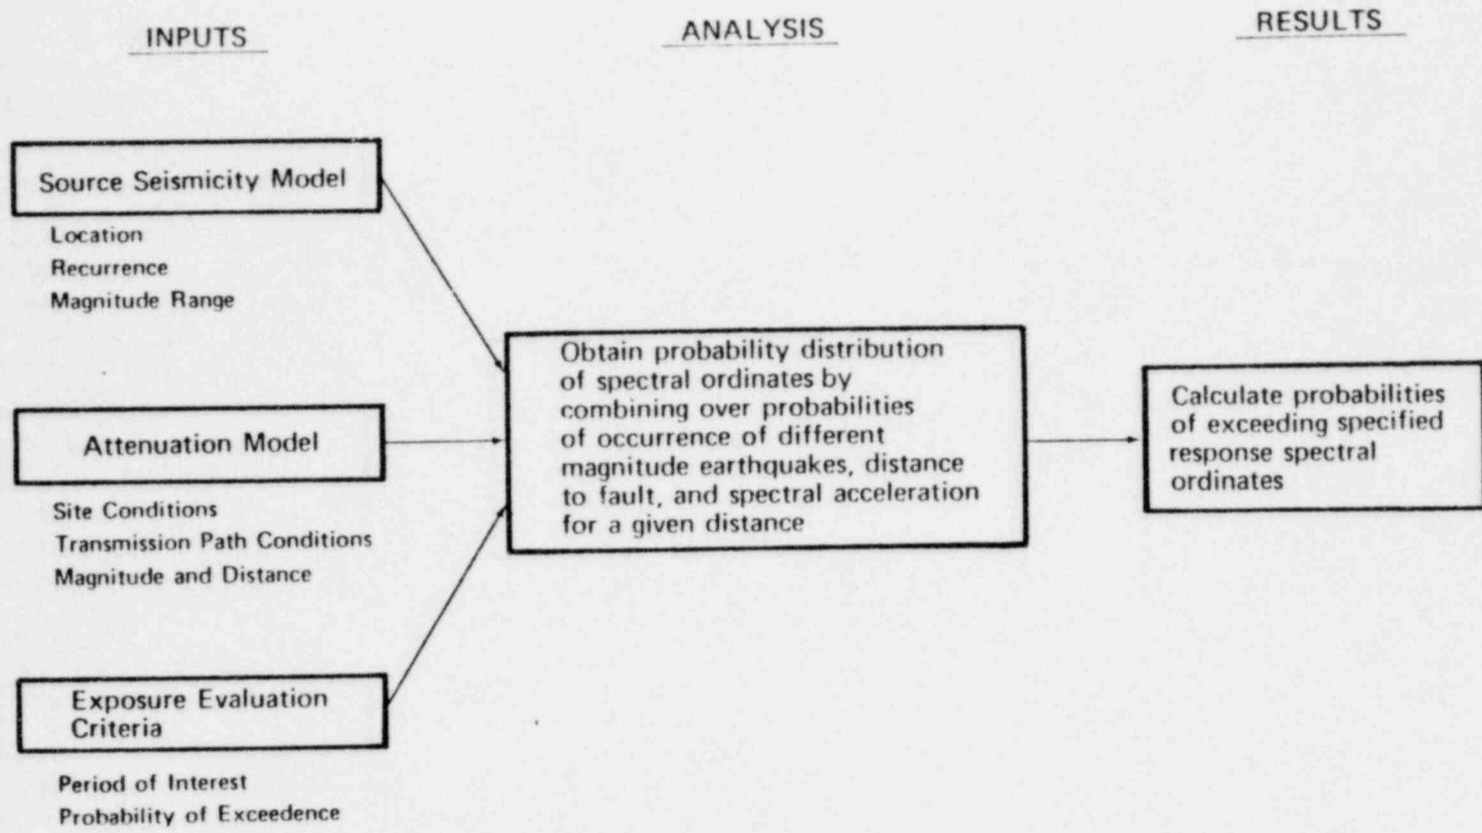 INPUTS
ANALYSIS
RESULTS
Source Seismicity Model
Location
Recurrence
Magnitude Range
Attenuation Model
Site Conditions
Transmission Path Conditions
Magnitude and Distance
Exposure Evaluation
Criteria
Period of Interest
Probability of Exceedence
Obtain probability distribution
of spectral ordinates by
combining over probabilities
of occurrence of different
magnitude earthquakes, distance
to fault, and spectral acceleration
for a given distance
Calculate probabilities
of exceeding specified
response spectral
ordinates